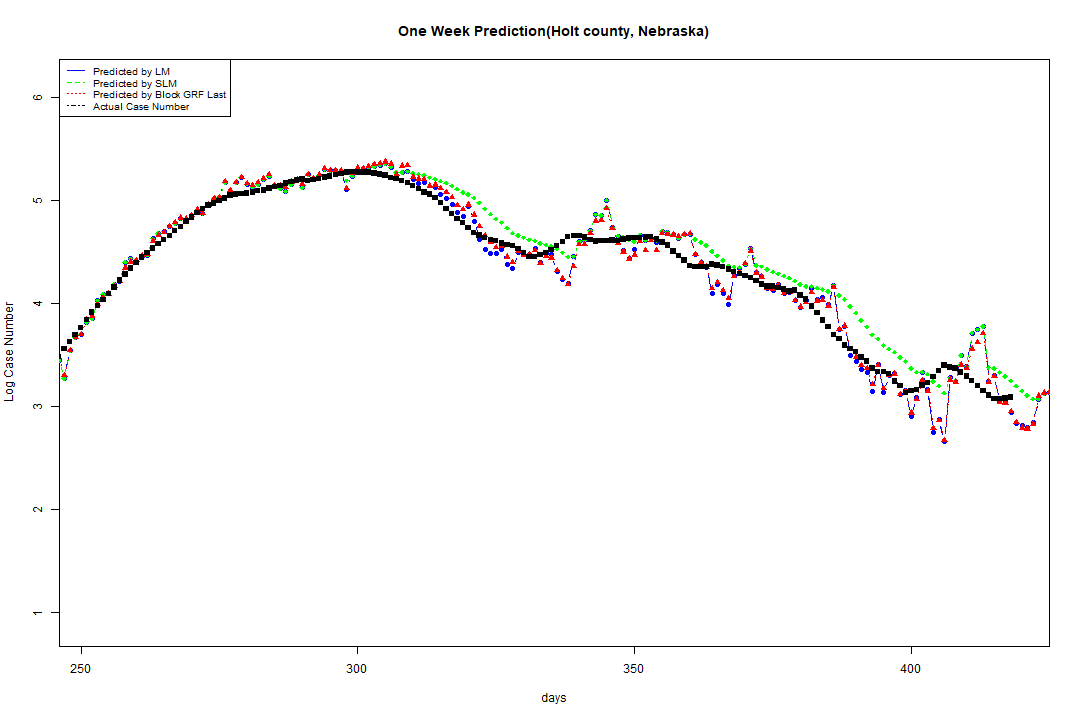 One Week Prediction(Holt county, Nebraska)
Predicted by LM
Predicted by SLM
Predicted by Block GRF Last
Actual Case Number
6
5
4
3
2
1
Log Case Number
250
300
350
400
days